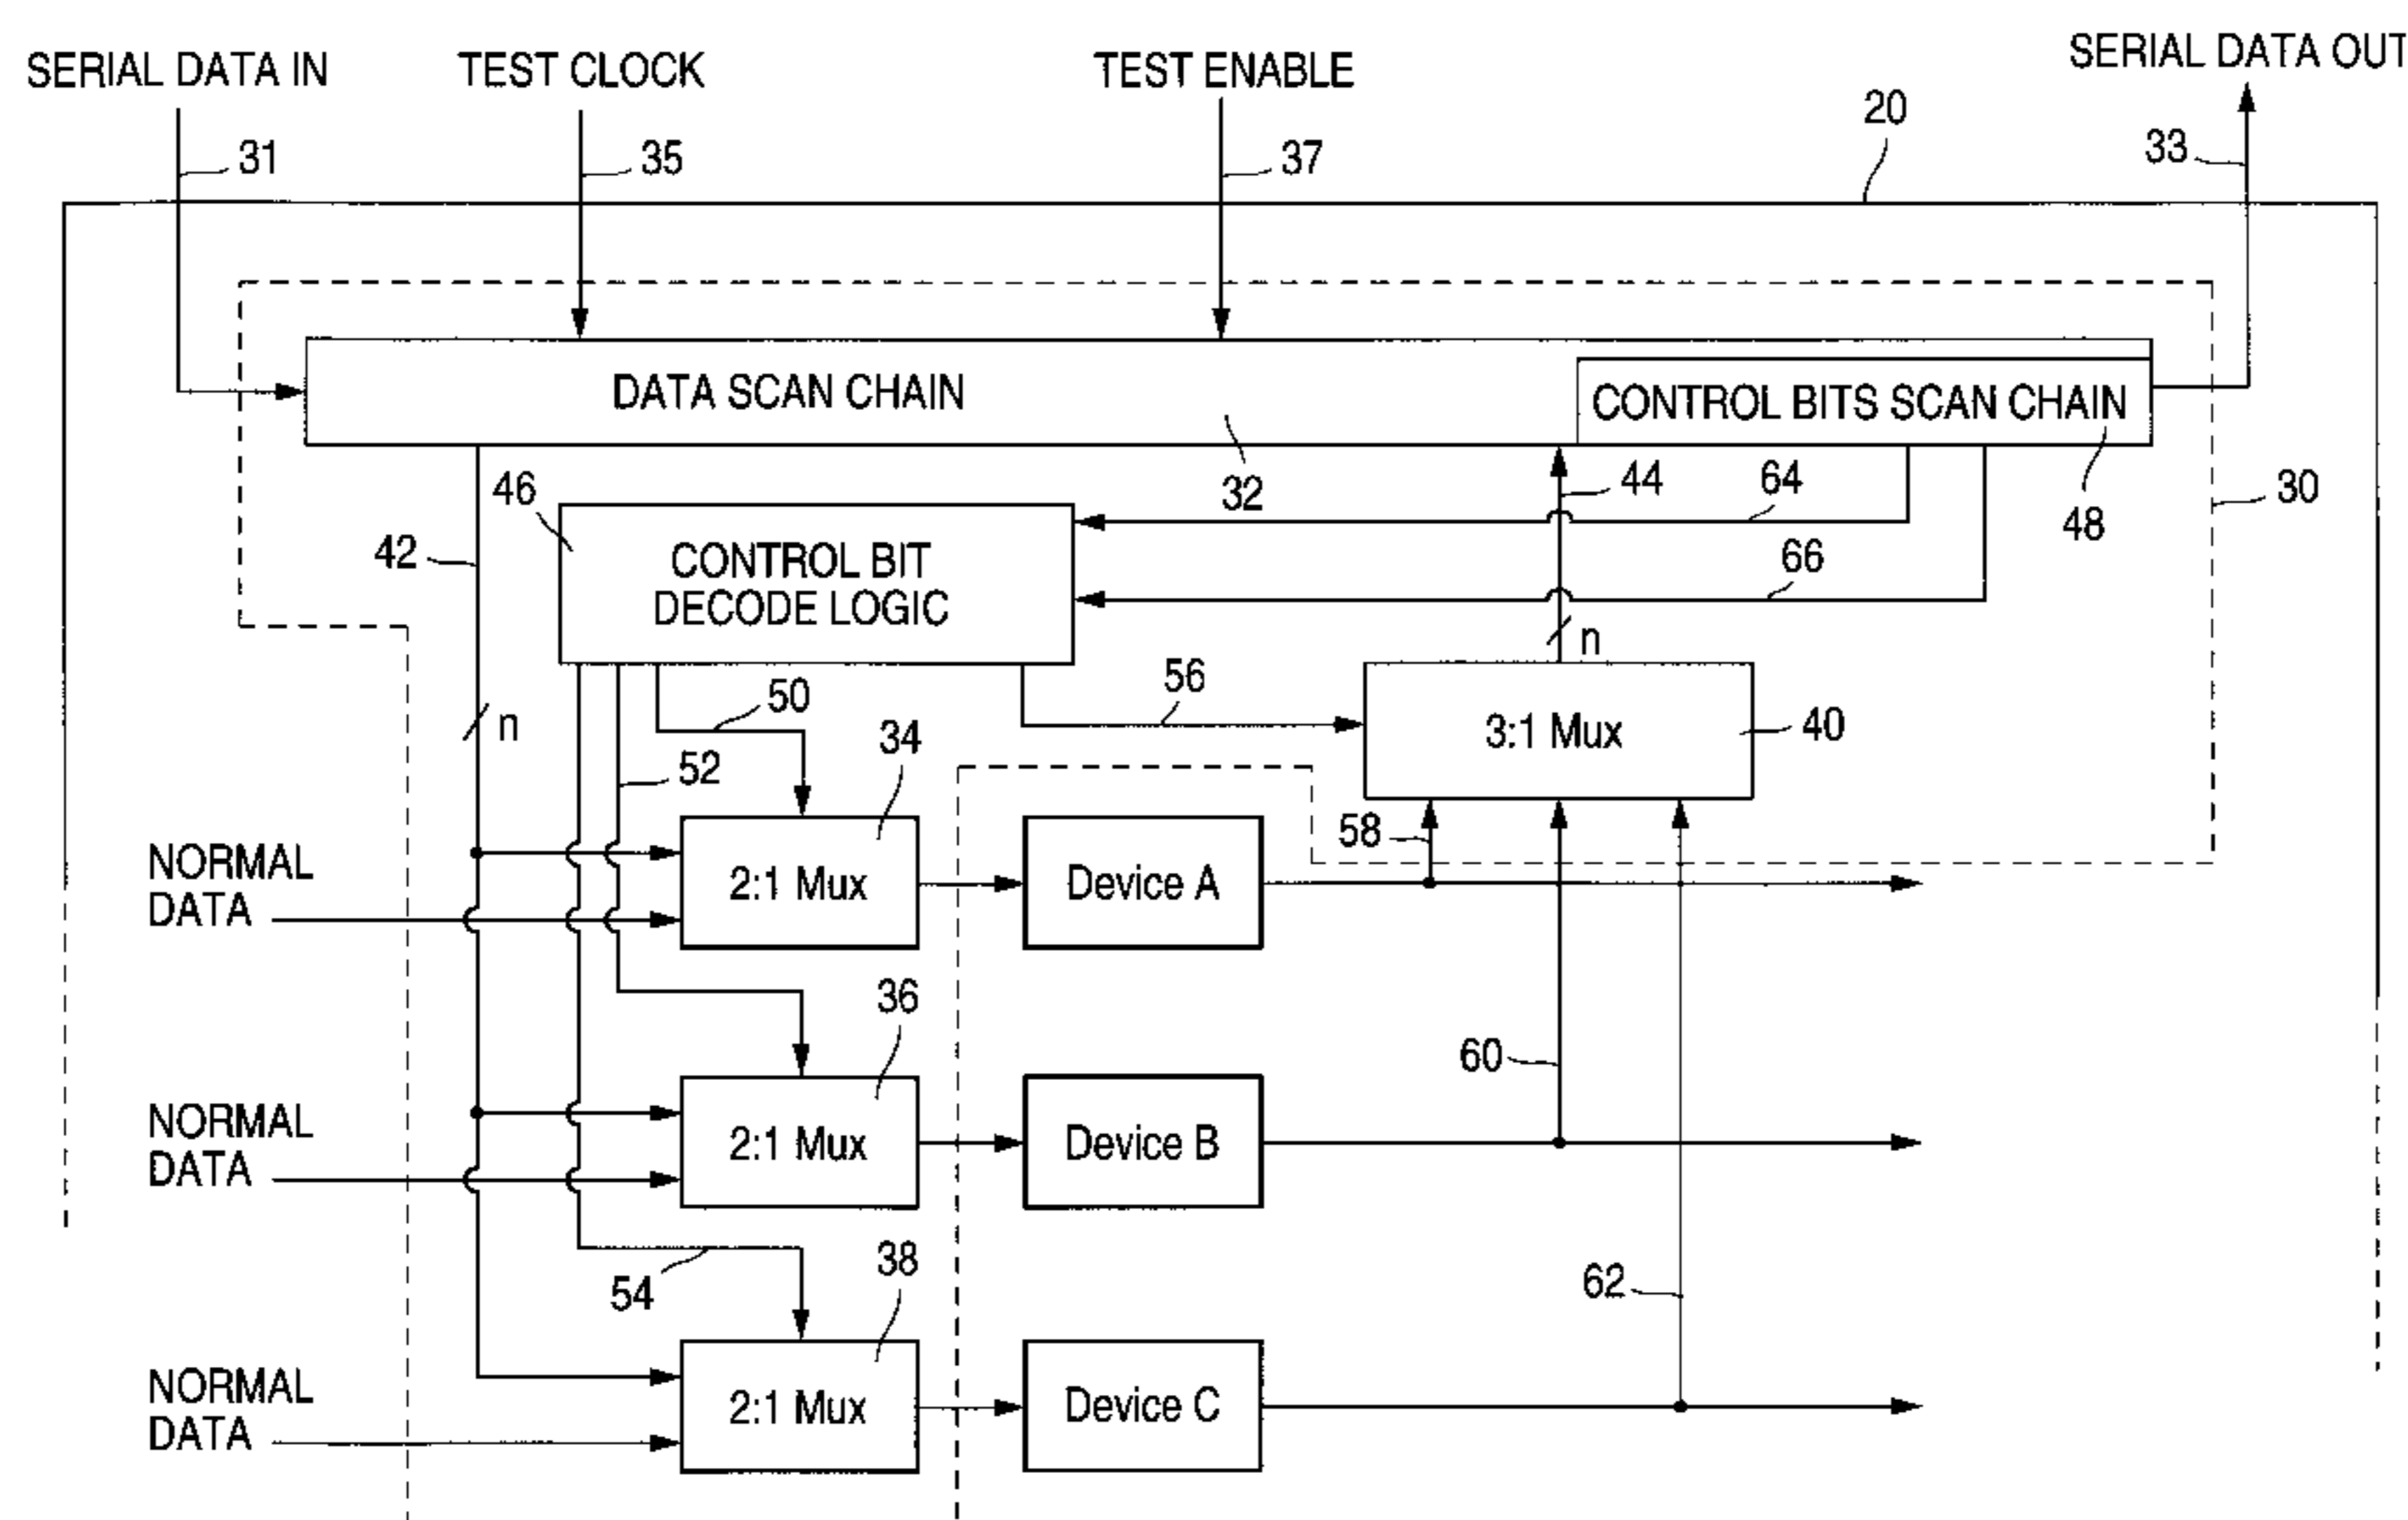 SERIAL DATA IN
TEST CLOCK
TEST ENABLE
SERIAL DATA OUT
31
35
37
20
33
DATA SCAN CHAIN
CONTROL BITS SCAN CHAIN
46
32
44
64
48
30
42
CONTROL BIT
DECODE LOGIC
66
n
n
50
56
34
3:1 Mux
40
52
58
NORMAL
DATA
2:1 Mux
Device A
36
60
NORMAL
DATA
2:1 Mux
Device B
54
38
62
NORMAL
DATA
2:1 Mux
Device C